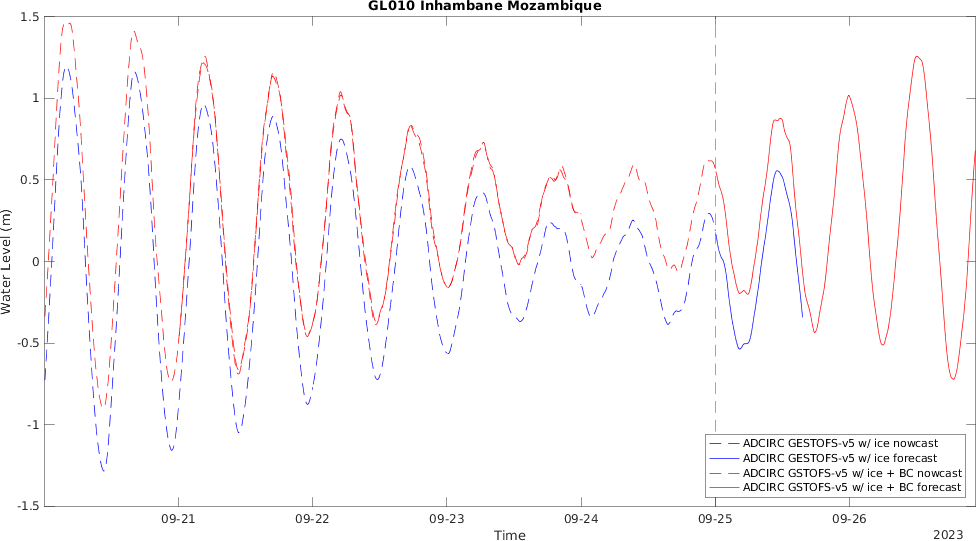 GL010 Inhambane Mozambique
1.5
1
0.5
0
-0.5
-1
-1.5
Water Level (m)
09-21 09-22 09-23 09-24 09-25 09-26
Time
2023
ADCIRC GESTOFS-v5 w/ ice nowcast
ADCIRC GESTOFS-v5 w/ ice forecast
ADCIRC GSTOFS-v5 w/ ice + BC nowcast
ADCIRC GSTOFS-v5 w/ ice + BC forecast